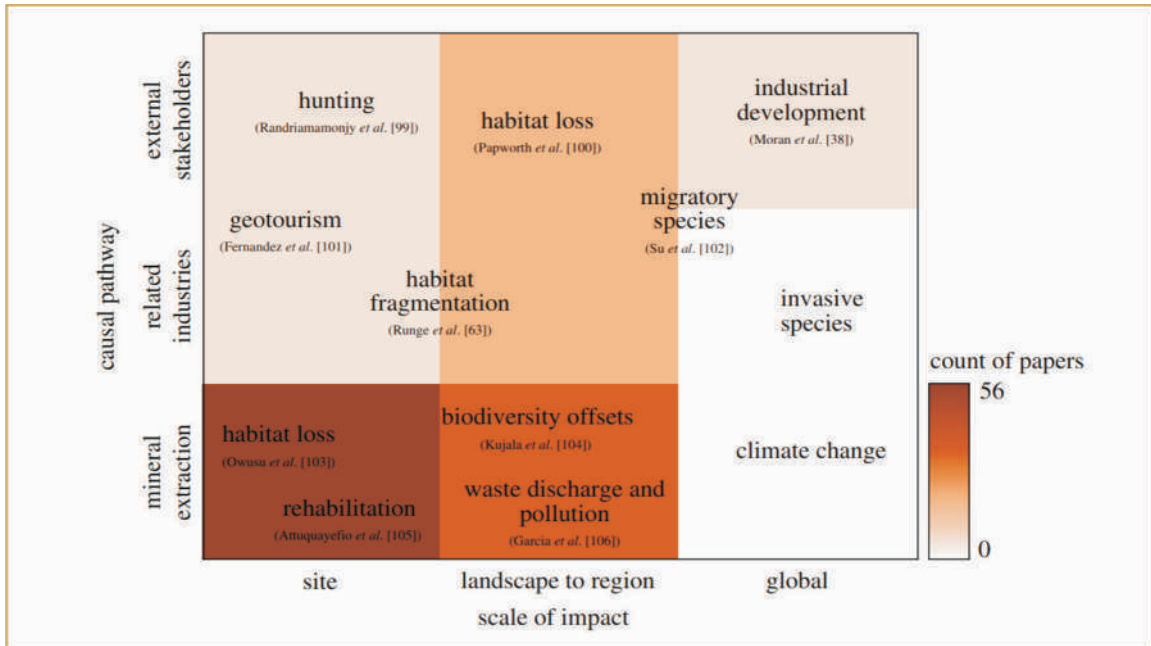 external
stakeholders
hunting
(Randriamamonjy et al. [99])
habitat loss
(Papworth et al. [100])
industrial
development
(Moran et al. [38])
causal pathway
related
industries
geotourism
(Fernandez et al. [101])
habitat
fragmentation
(Runge et al. [63])
migratory
species
(Su et al. [102])
invasive
species
mineral
extraction
habitat loss
(Owusu et al. [103])
rehabilitation
(Attuquayefio et al. [105])
biodiversity offsets
(Kujala et al. [104])
waste discharge and
pollution
(Garcia et al. [106])
climate change
count of papers
56
0
site
landscape to region
global
scale of impact